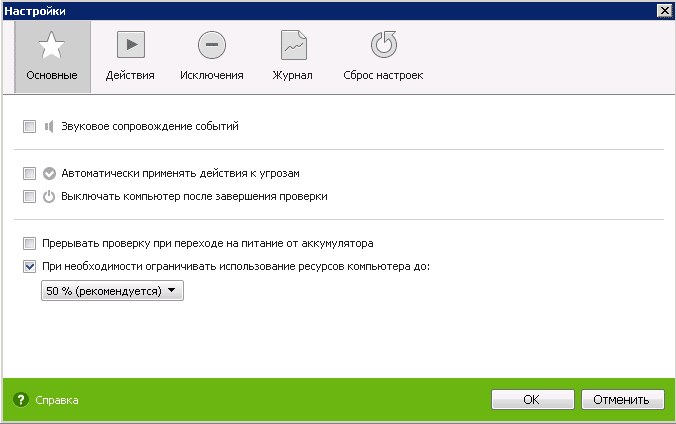 Настройки
Основные Действия Исключения Журнал Сброс настроек
Звуковое сопровождение событий
Автоматически применять действия к угрозам
Выключать компьютер после завершения проверки
Прерывать проверку при переходе на питание от аккумулятора
При необходимости ограничивать использование ресурсов компьютера до:
50 % (рекомендуется)
? Справка OK Отменить